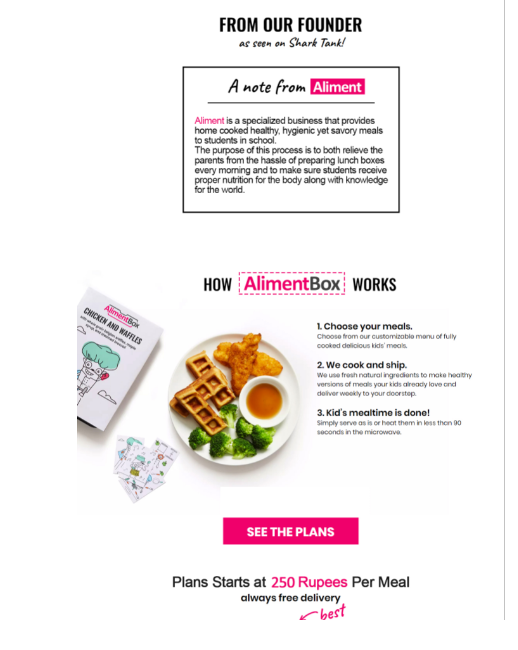 FROM OUR FOUNDER
as seen on Shark Tank!
A note from Aliment
Aliment is a specialized business that provides
home cooked healthy, hygienic yet savory meals
to students in school.
The purpose of this process is to both relieve the
parents from the hassle of preparing lunch boxes
every morning and to make sure students receive
proper nutrition for the body along with knowledge
for the world.
HOW AlimentBox WORKS
AlimentBox
CHICKEN AND WAFFLES
1. Choose your meals.
Choose from our customizable menu of fully
cooked delicious kids' meals.
2. We cook and ship.
We use fresh natural ingredients to make healthy
versions of meals your kids already love and
deliver weekly to your doorstep.
3. Kid's mealtime is done!
Simply serve as is or heat them in less than 90
seconds in the microwave.
SEE THE PLANS
Plans Starts at 250 Rupees Per Meal
always free delivery
best